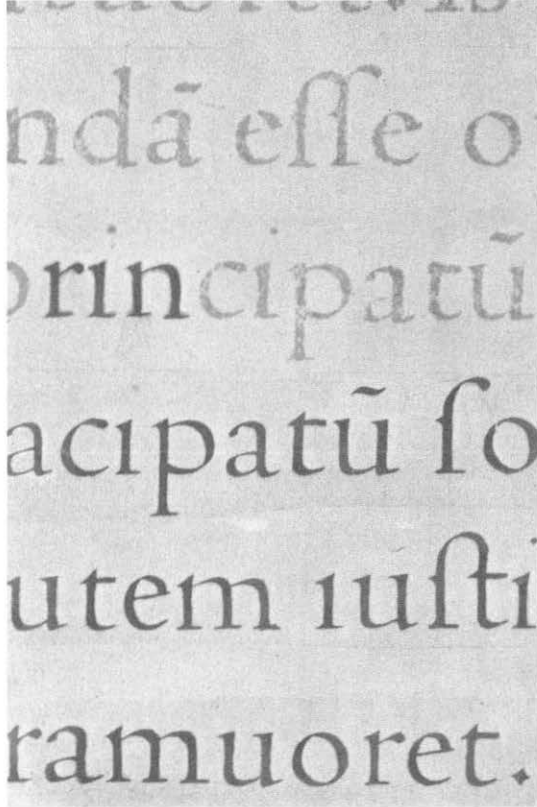 ndā eſſe o
rincipatū
acipatū ſo
utem iuſti
ramuoret.